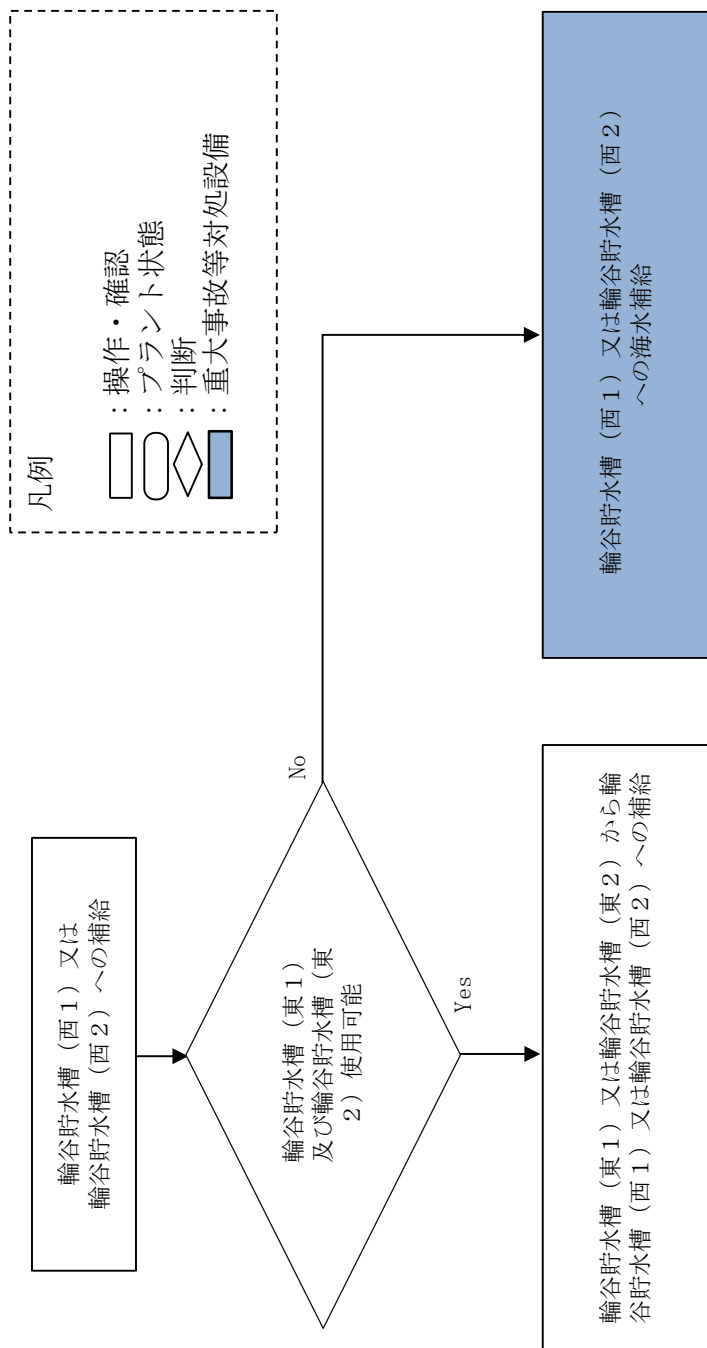 輪谷貯水槽（西１）又は
輪谷貯水槽（西２）への補給
輪谷貯水槽（東１）
及び輪谷貯水槽（東
２）使用可能
No
Yes
輪谷貯水槽（東１）又は輪谷貯水槽（東２）から輪
谷貯水槽（西１）又は輪谷貯水槽（西２）への補給
輪谷貯水槽（西１）又は輪谷貯水槽（西２）
への海水補給
凡例
：操作・確認
：プラント状態
：判断
：重大事故等対処設備